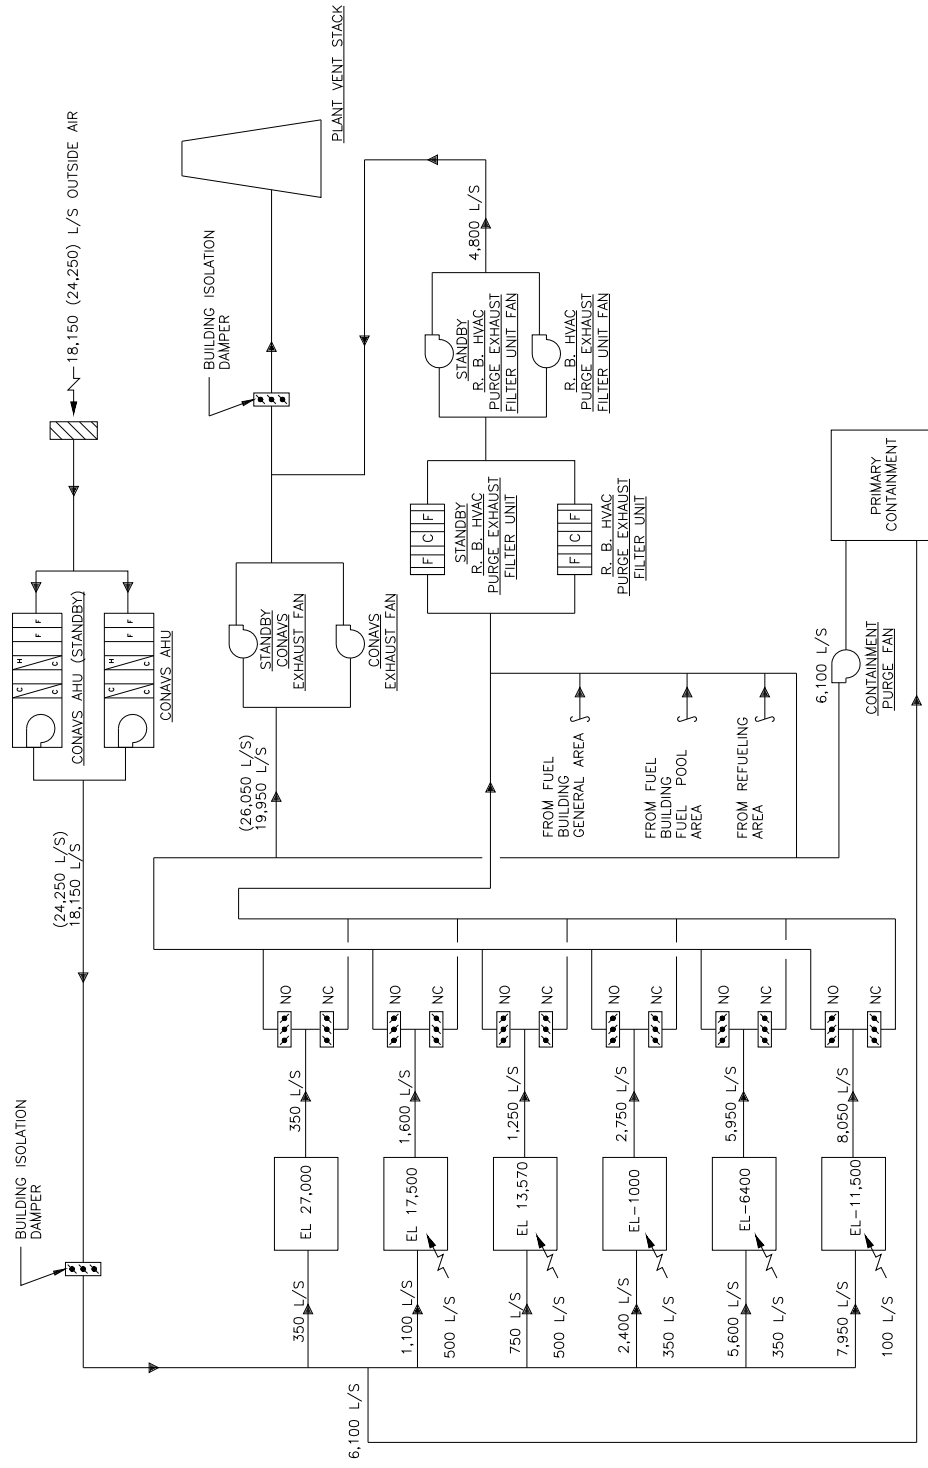 18,150 (24,250) L/S OUTSIDE AIR
PLANT VENT STACK
BUILDING ISOLATION
DAMPER
4,800 L/S
STANDBY
R. B. HVAC
PURGE EXHAUST
FILTER UNIT FAN
R. B. HVAC
PURGE EXHAUST
FILTER UNIT FAN
F C F
STANDBY
R. B. HVAC
PURGE EXHAUST
FILTER UNIT
F C F
R. B. HVAC
PURGE EXHAUST
FILTER UNIT
PRIMARY
CONTAINMENT
C C H C F F
CONAVS AHU (STANDBY)
C C H C F F
CONAVS AHU
STANDBY
CONAVS
EXHAUST FAN
CONAVS
EXHAUST FAN
6,100 L/S
CONTAINMENT
PURGE FAN
(26,050 L/S)
19,950 L/S
FROM FUEL
BUILDING
GENERAL AREA
FROM FUEL
BUILDING
FUEL POOL
AREA
FROM REFUELING
AREA
(24,250 L/S)
18,150 L/S
NO
NC
NO
NC
NO
NC
NO
NC
NO
NC
NO
NC
350 L/S
1,600 L/S
1,250 L/S
2,750 L/S
5,950 L/S
8,050 L/S
BUILDING ISOLATION
DAMPER
EL 27,000
EL 17,500
EL 13,570
EL-1000
EL-6400
EL-11,500
350 L/S
1,100 L/S
500 L/S
750 L/S
500 L/S
2,400 L/S
350 L/S
5,600 L/S
350 L/S
7,950 L/S
100 L/S
6,100 L/S